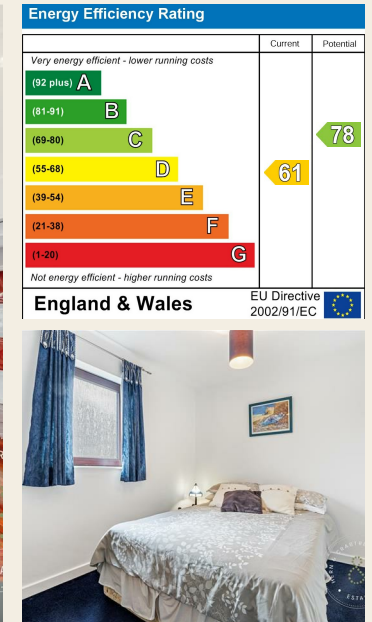 Energy Efficiency Rating
Current Potential
Very energy efficient - lower running costs
(92 plus) A
(81-91) B
(69-80) C
78
(55-68) D
61
(39-54) E
(21-38) F
(1-20) G
Not energy efficient - higher running costs
England & Wales
EU Directive
2002/91/EC